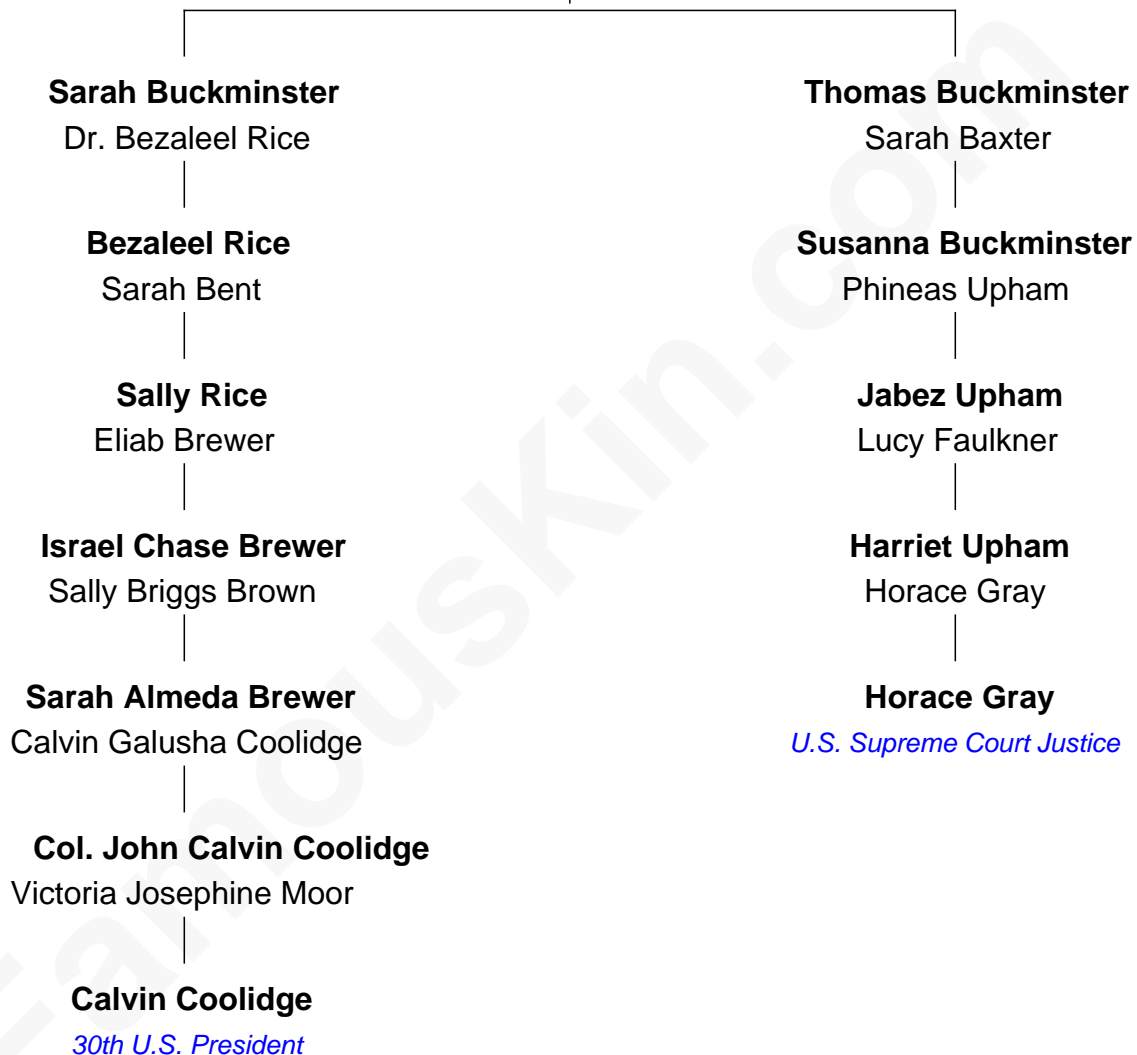 Sarah Buckminster
Dr. Bezaleel Rice
Bezaleel Rice
Sarah Bent
Sally Rice
Eliab Brewer
Israel Chase Brewer
Sally Briggs Brown
Sarah Almeda Brewer
Calvin Galusha Coolidge
Col. John Calvin Coolidge
Victoria Josephine Moor
Calvin Coolidge
30th U.S. President
Thomas Buckminster
Sarah Baxter
Susanna Buckminster
Phineas Upham
Jabez Upham
Lucy Faulkner
Harriet Upham
Horace Gray
Horace Gray
U.S. Supreme Court Justice
FamousKin.com